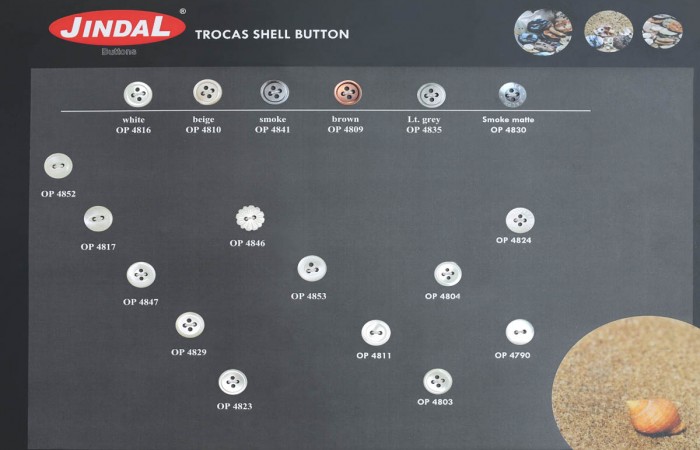 JINDAL®
Buttons
TROCAS SHELL BUTTON
white
OP 4816
beige
OP 4810
smoke
OP 4841
brown
OP 4809
Lt. grey
OP 4835
Smoke matte
OP 4830
OP 4852
OP 4817
OP 4846
OP 4824
OP 4847
OP 4853
OP 4804
OP 4829
OP 4811
OP 4790
OP 4823
OP 4803